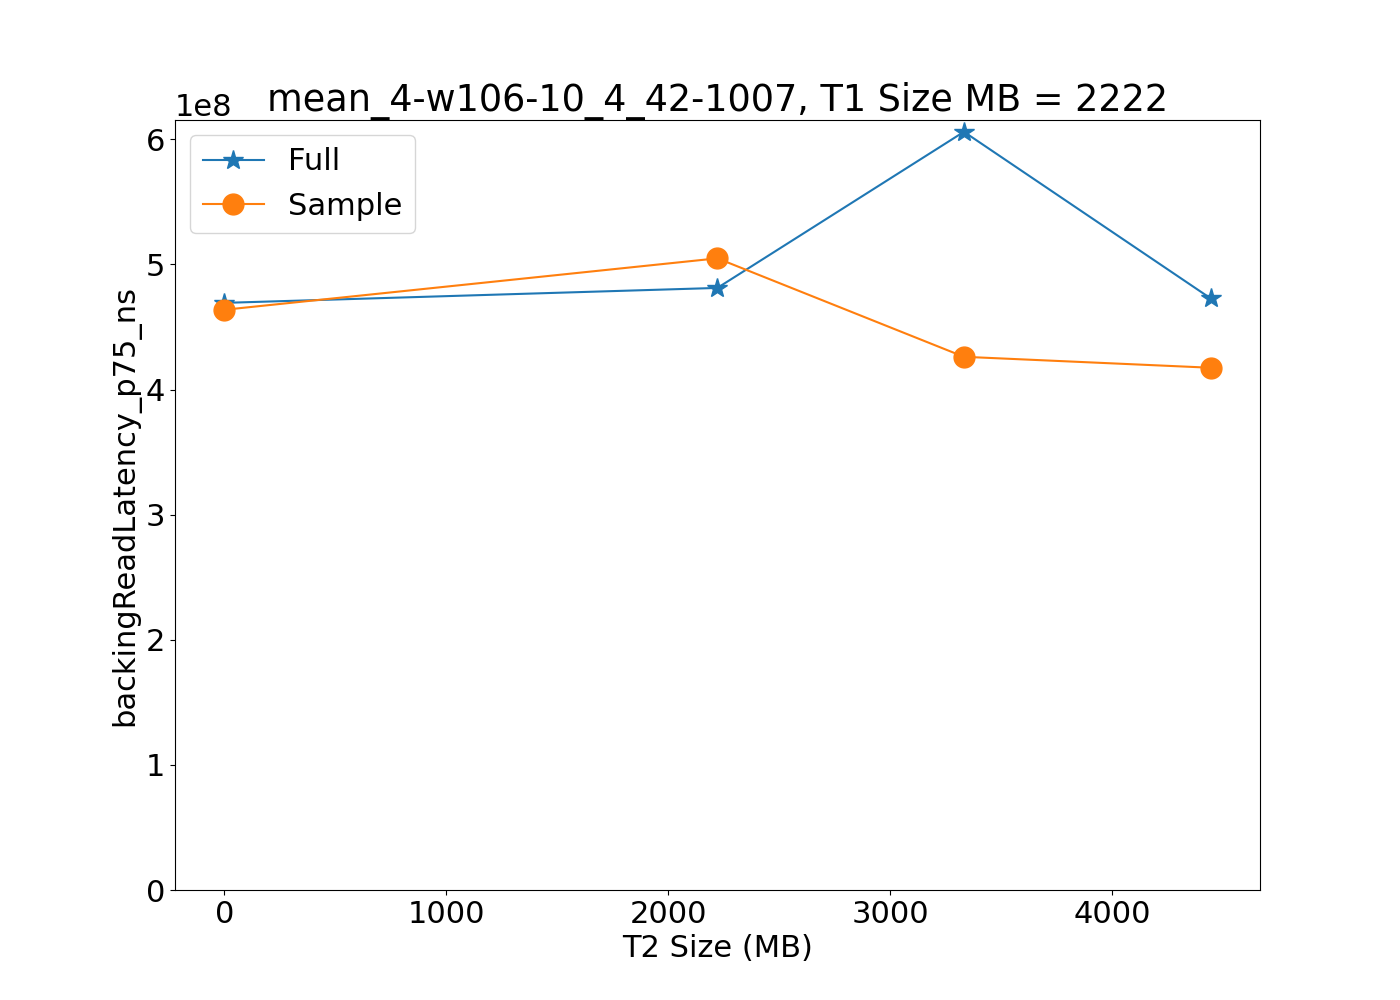 1e8
mean_4-w106-10_4_42-1007, T1 Size MB = 2222
Full
Sample
backingReadLatency_p75_ns
6
5
4
3
2
1
0
0 1000 2000 3000 4000
T2 Size (MB)